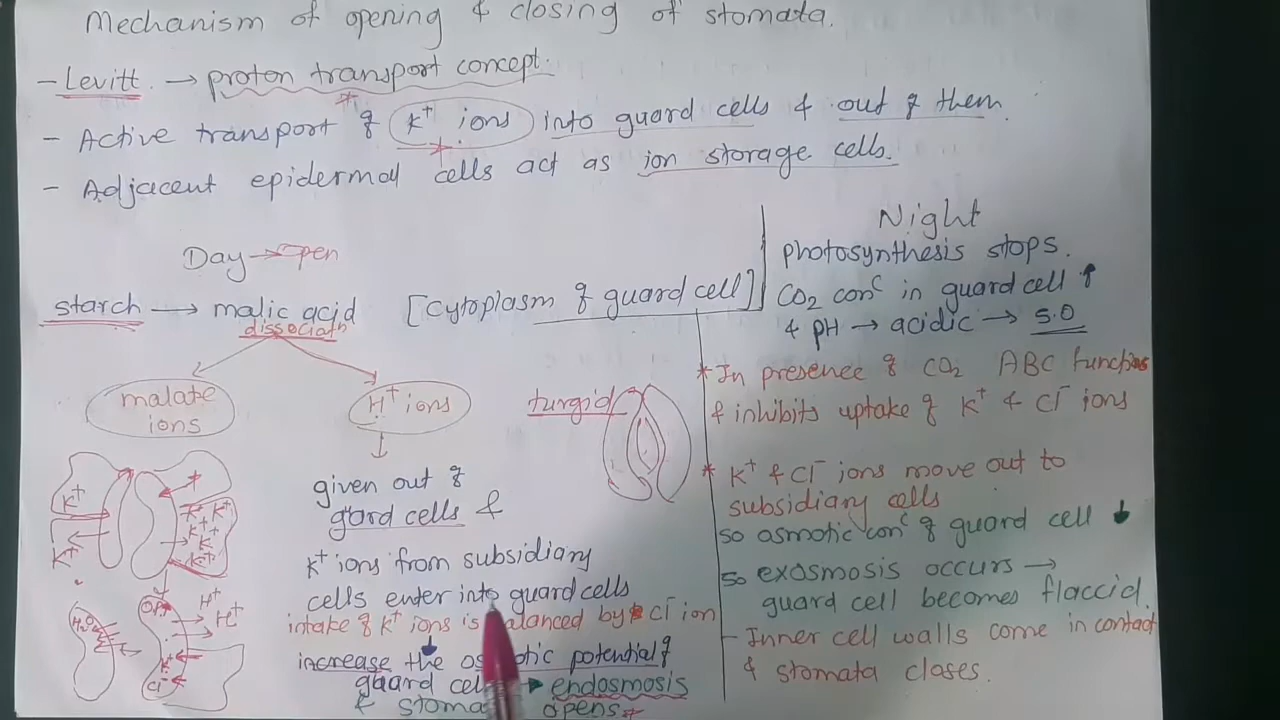 Mechanism of opening & closing of stomata.
- Levitt. → proton transport concept.
- Active transport of K+ ions into guard cells & out of them.
- Adjacent epidermal cells act as ion storage cells.
Day → Open
starch → malic acid [cytoplasm of guard cell]
dissociatn
malate ions
H+ ions
given out of
gard cells &
K+ ions from subsidiary
cells enter into guard cells
intake of K+ ions is balanced by Cl- ion
increase the potential of
guard cell → endosmosis
& opens
turgid
K+
K+
K+
K+
K+
K+
H2O
OP↑
H+
H+
K+
Cl-
Night
photosynthesis stops.
CO2 conc in guard cell ↑
& pH → acidic → 5.0
* In presence of CO2 ABC functions
& inhibits uptake of K+ & Cl- ions
* K+ & Cl- ions move out to
subsidiary cells
so osmotic conc of guard cell ↓
so exosmosis occurs →
guard cell becomes flaccid.
- Inner cell walls come in contact
& stomata closes.